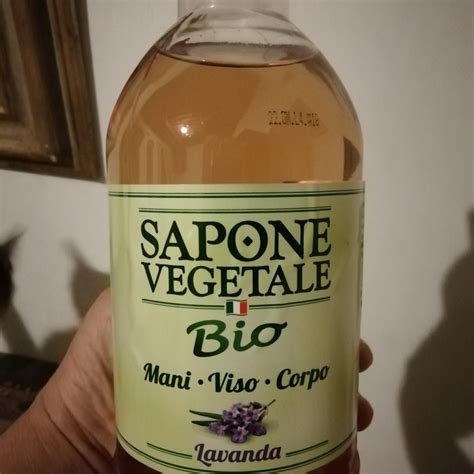 SAPONE
VEGETALE
Bio
Mani • Viso • Corpo
Lavanda